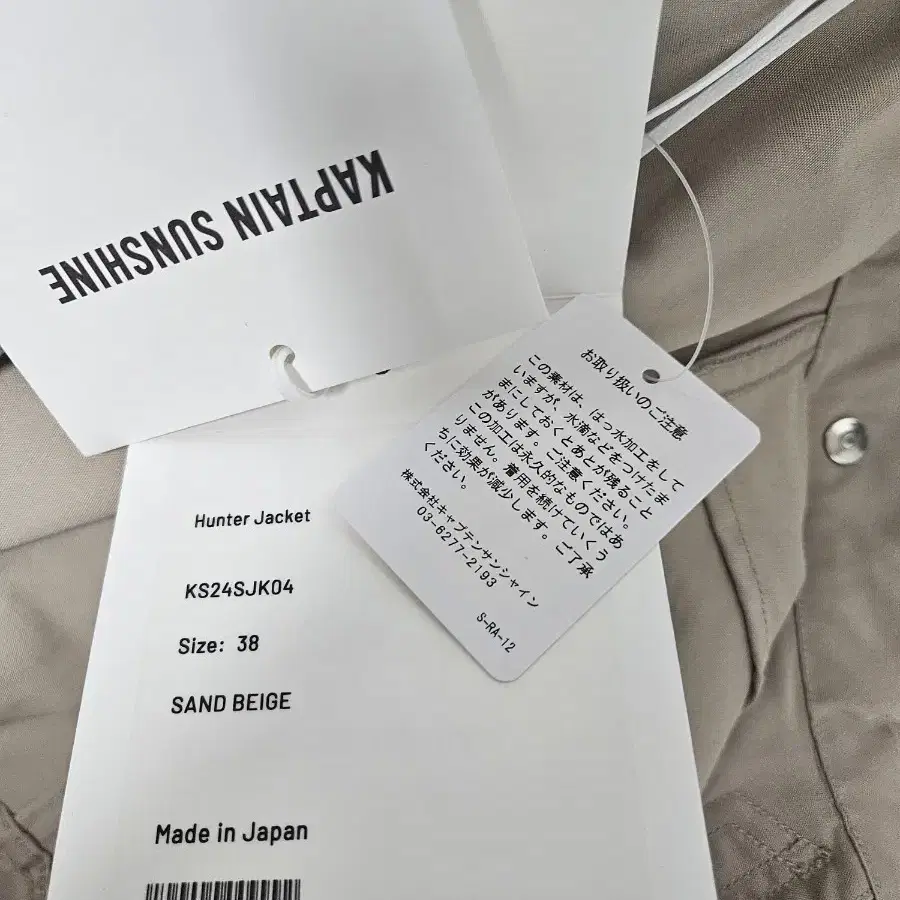 KAPTAIN SUNSHINE
お取り扱いのご注意
この素材は、はっ水加工をして
いますが、水滴などをつけたま
まにしておくとあとが残ること
があります。ご注意ください。
この加工は永久的なものではあ
りません。着用を続けていくう
ちに効果が減少します。ご了承
ください。
株式会社キャプテンサンシャイン
03-6277-2193
S-RA-12
Hunter Jacket
KS24SJK04
Size: 38
SAND BEIGE
Made in Japan